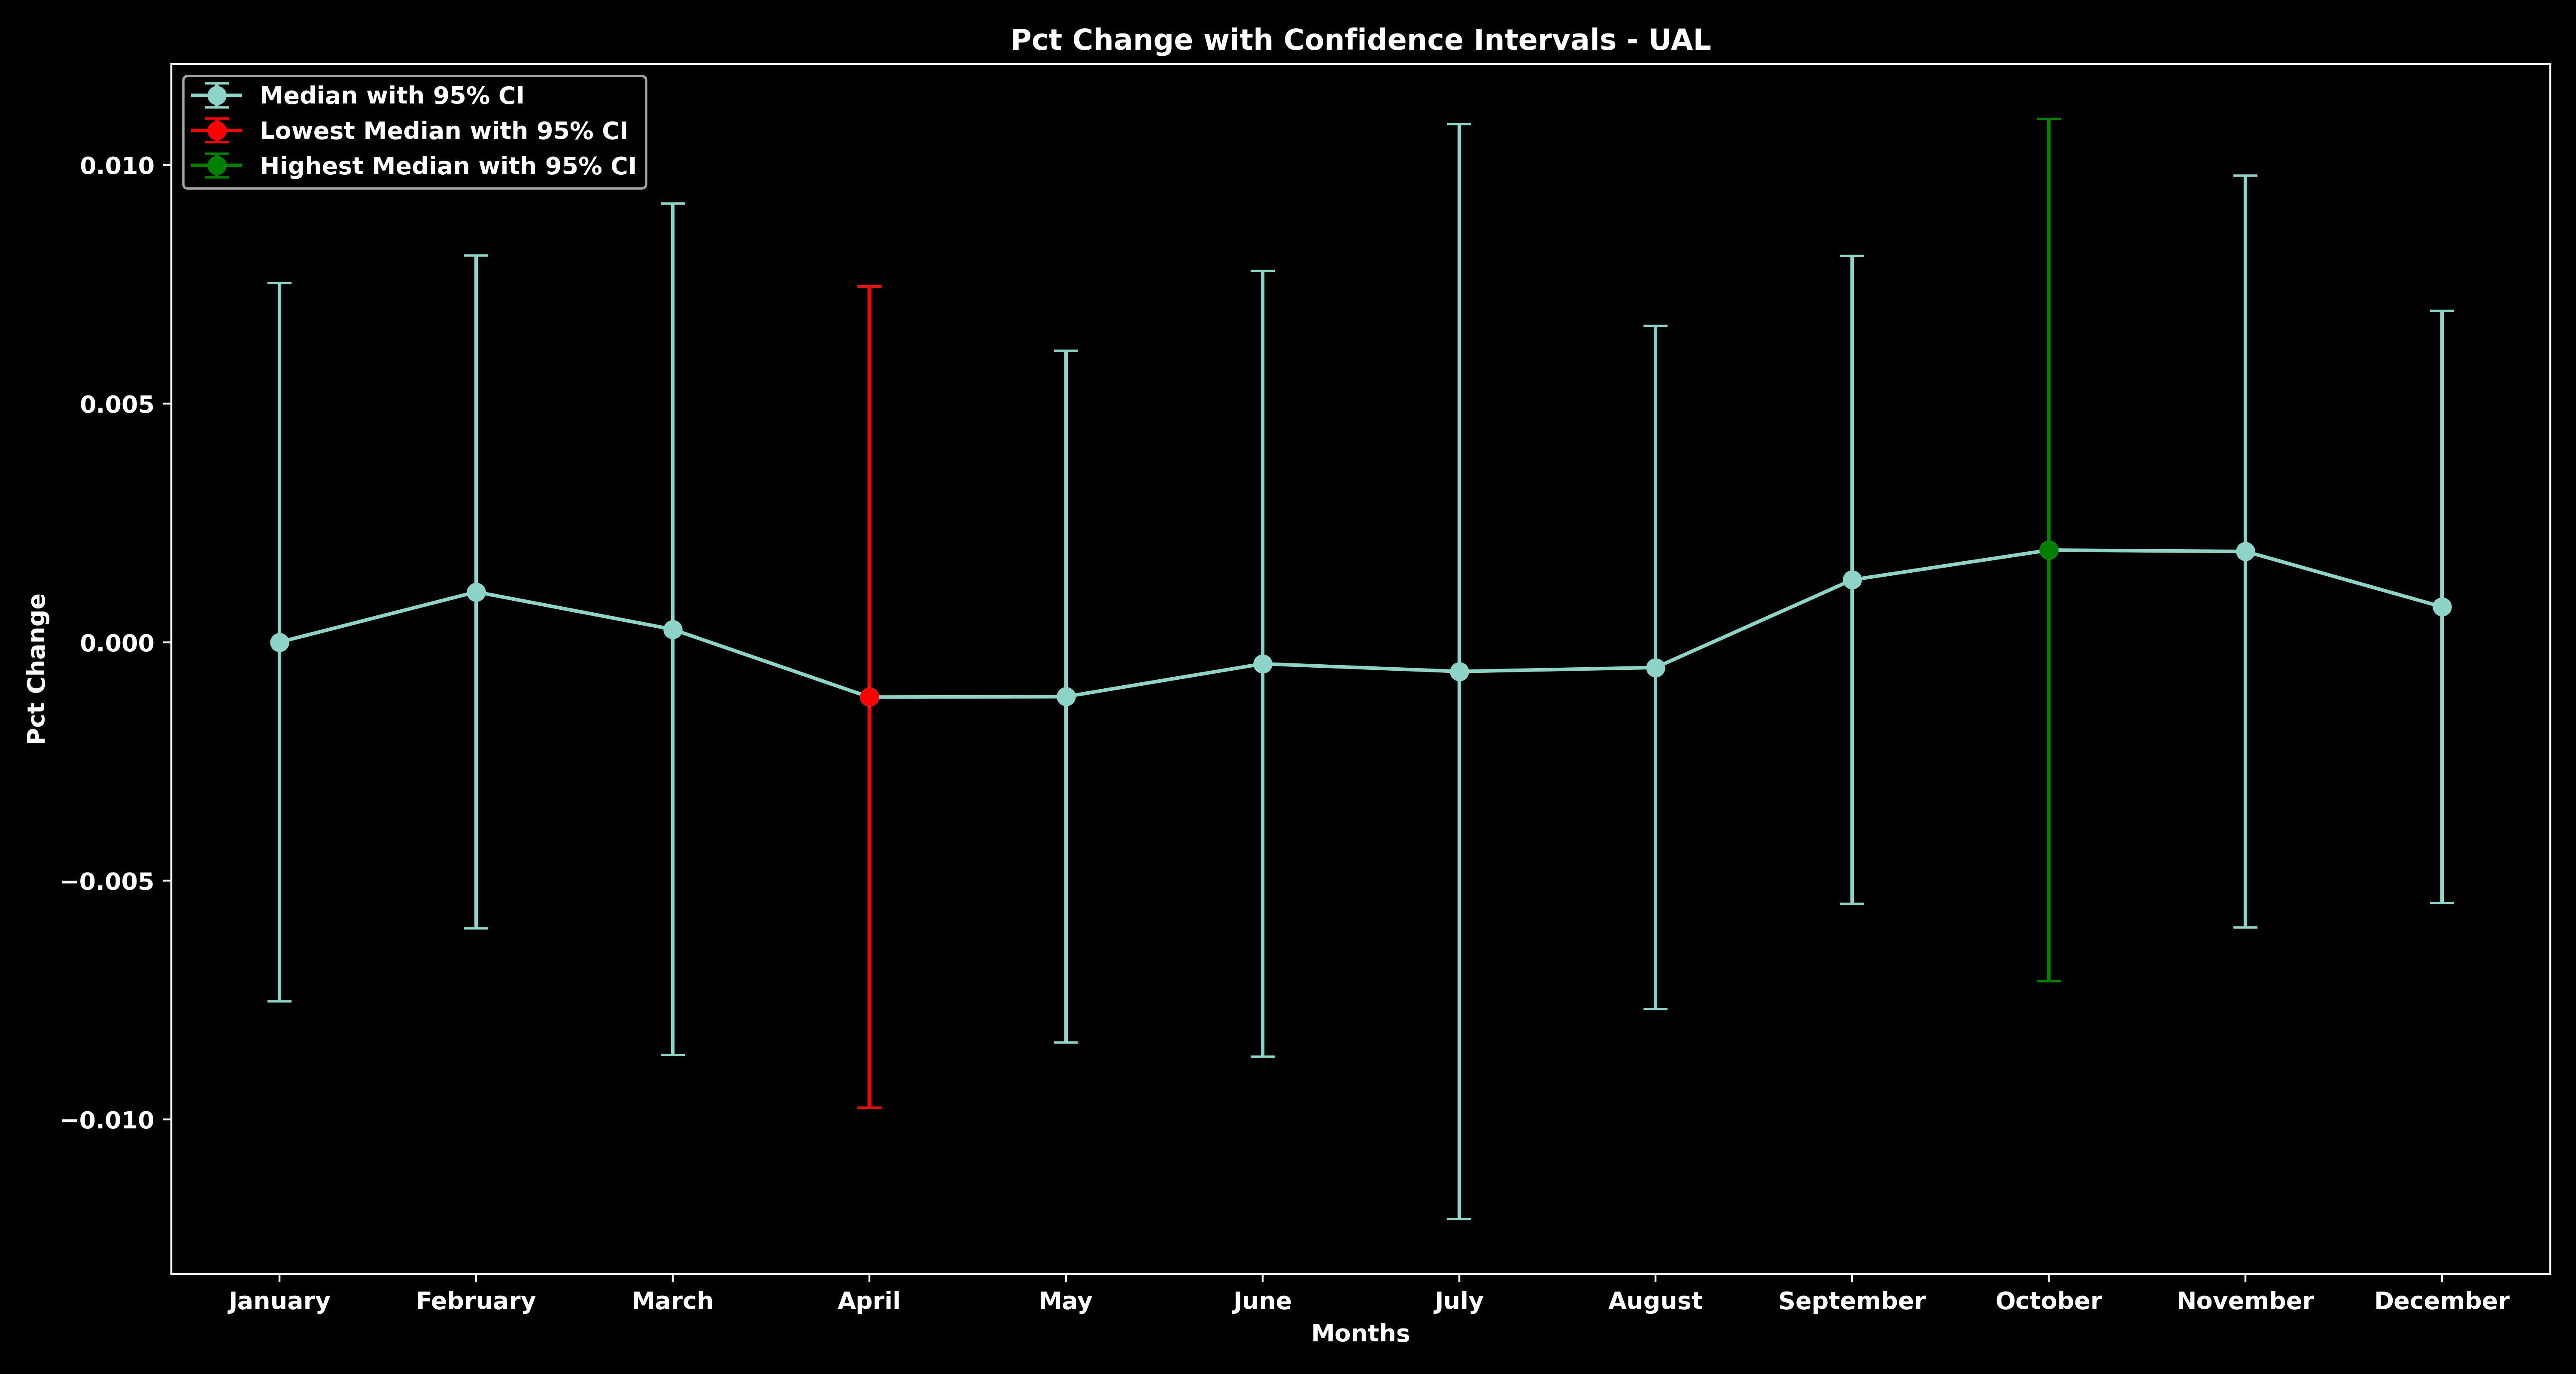 Pct Change with Confidence Intervals - UAL
Median with 95% CI
Lowest Median with 95% CI
Highest Median with 95% CI
0.010
0.005
0.000
−0.005
−0.010
Pct Change
January February March April May June July August September October November December
Months